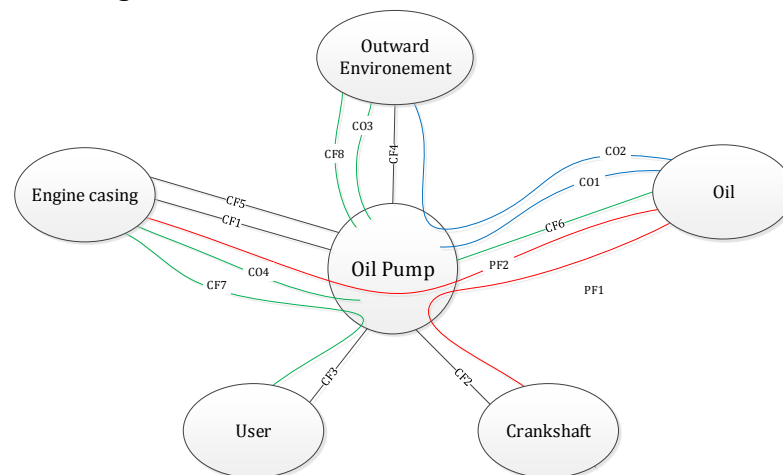 Outward
Environement
CO3
CF8
CF4
CO2
CO1
Engine casing
CF5
CF1
Oil
CF6
Oil Pump
PF2
CO4
CF7
PF1
CF3
CF2
User
Crankshaft